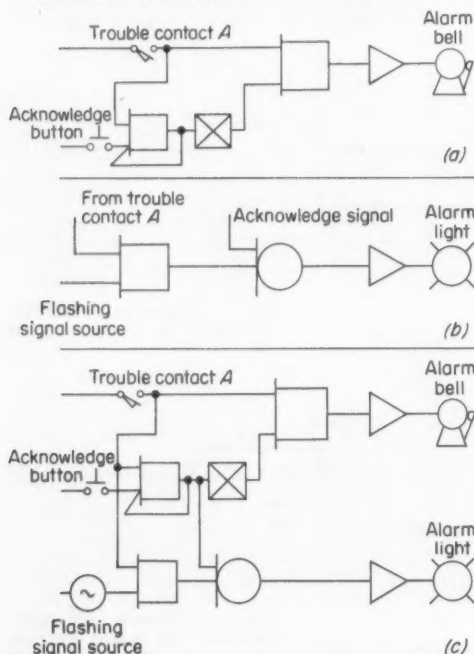 Trouble contact A
Alarm
bell
Acknowledge
button
(a)
From trouble
contact A
Acknowledge signal
Alarm
light
Flashing
signal source
(b)
Trouble contact A
Alarm
bell
Acknowledge
button
Alarm
light
Flashing
signal source
(c)